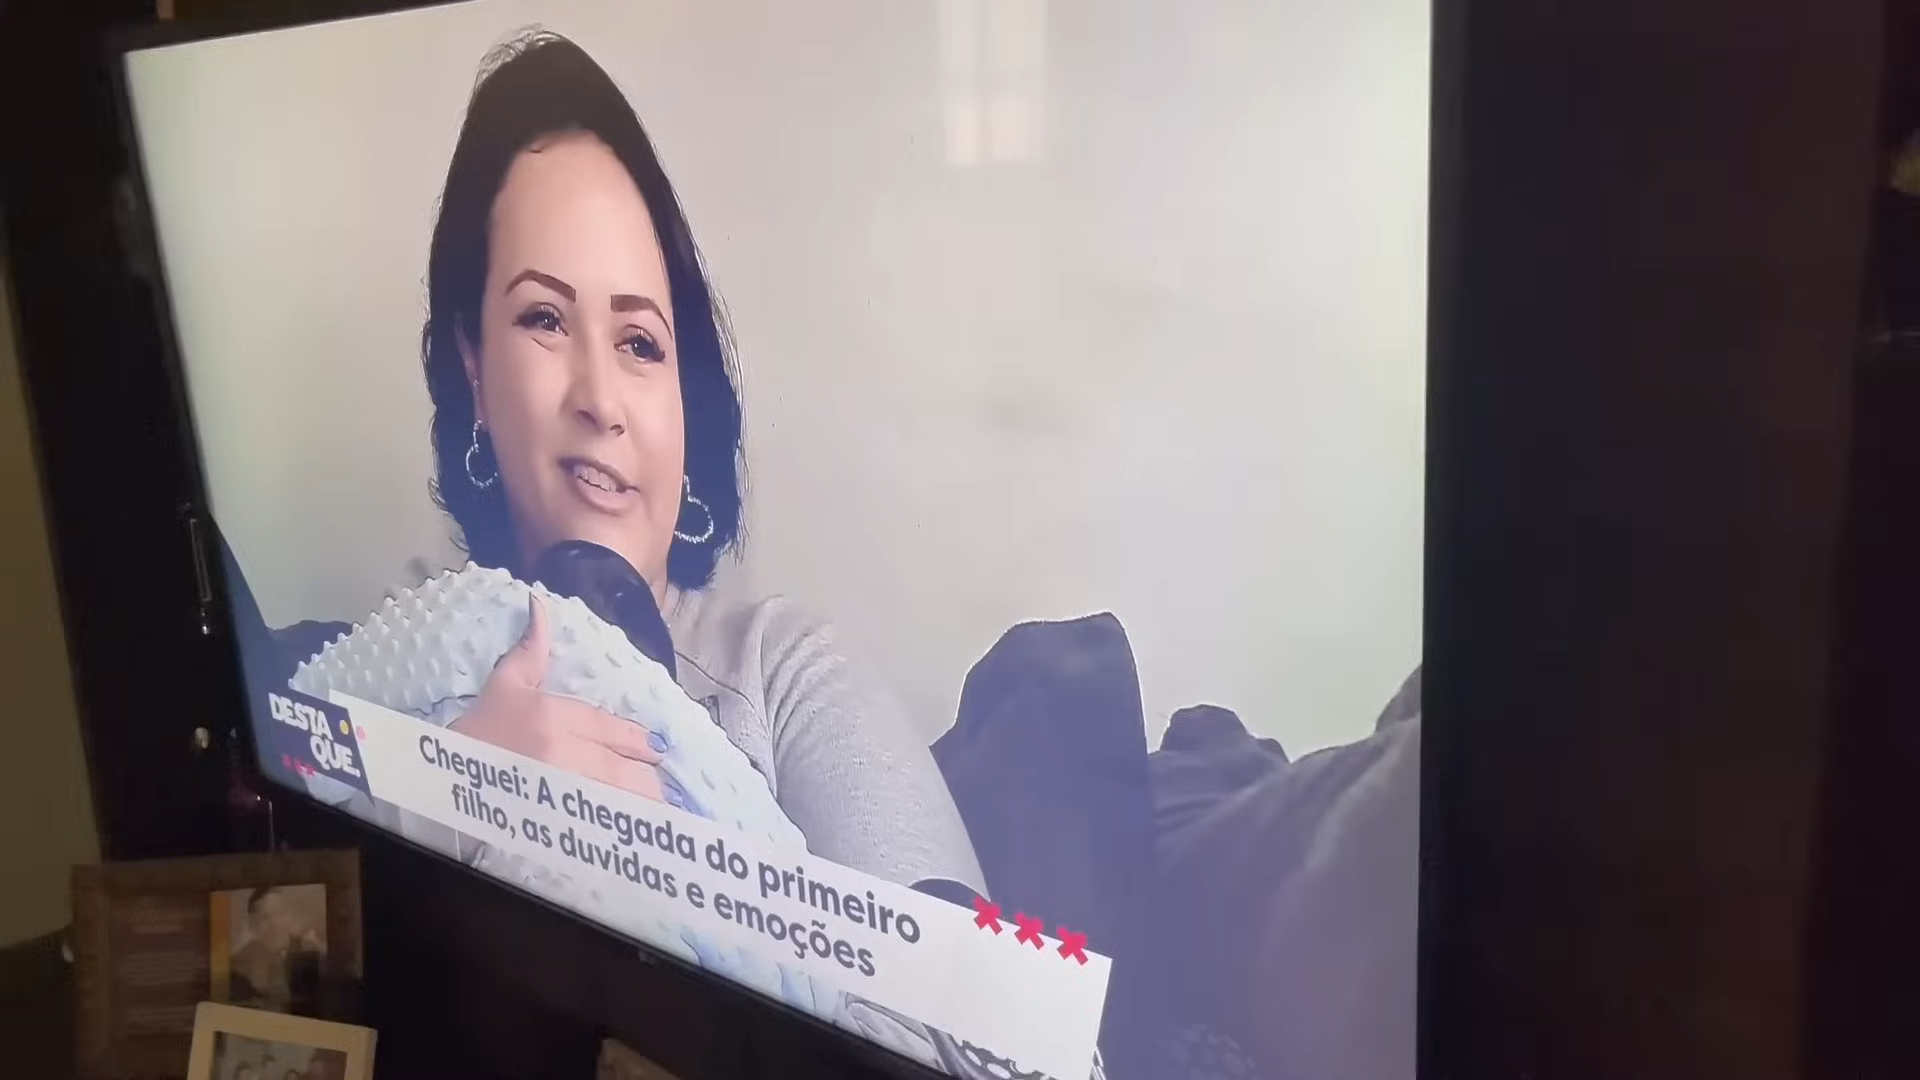 DESTA
QUE.
Cheguei: A chegada do primeiro
filho, as duvidas e emoções